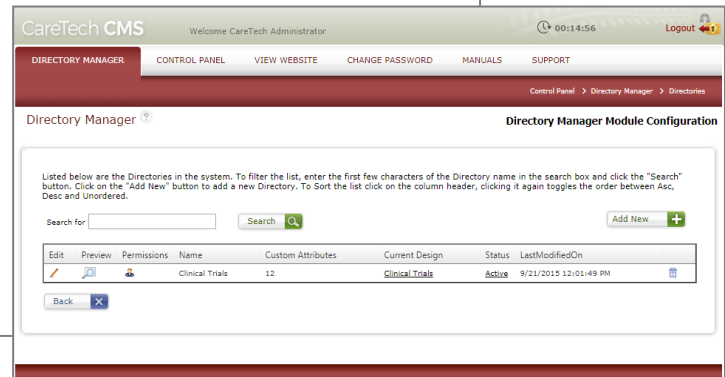 CareTech CMS Welcome CareTech Administrator 00:14:56 Logout
DIRECTORY MANAGER CONTROL PANEL VIEW WEBSITE CHANGE PASSWORD MANUALS SUPPORT
Control Panel > Directory Manager > Directories
Directory Manager ? Directory Manager Module Configuration
Listed below are the Directories in the system. To filter the list, enter the first few characters of the Directory name in the search box and click the "Search"
button. Click on the "Add New" button to add a new Directory. To Sort the list click on the column header, clicking it again toggles the order between Asc,
Desc and Unordered.
Search for Search Add New
Edit Preview Permissions Name Custom Attributes Current Design Status LastModifiedOn
Clinical Trials 12 Clinical Trials Active 9/21/2015 12:01:49 PM
Back